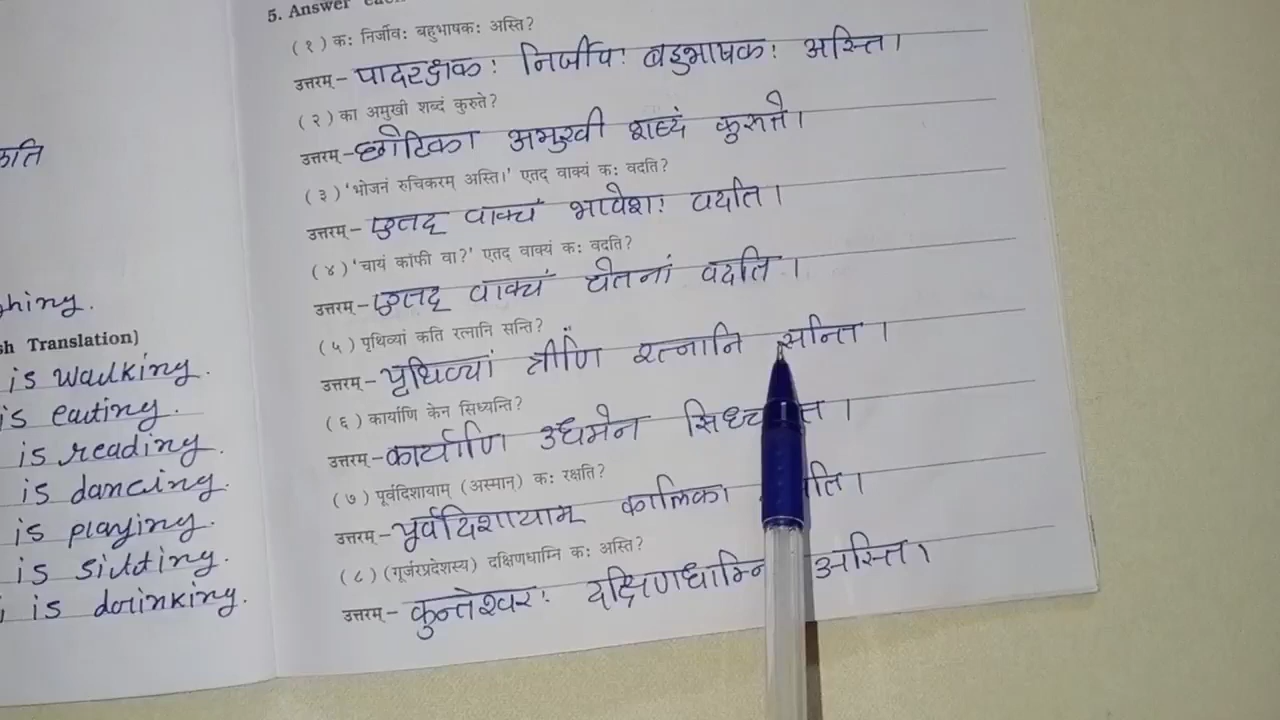 कति
ghing.
sh Translation)
is walking.
is eating.
is reading.
is dancing.
is playing.
is sitting.
is drinking.
5. Answer each
(१) कः निर्जीवः बहुभाषकः अस्ति?
उत्तरम् - पादरक्षकः निर्जीवः बहुभाषकः अस्ति।
(२) का अमुखी शब्दं कुरुते?
उत्तरम् - छोटिका अमुखी शब्दं कुरुते।
(३) 'भोजनं रुचिकरम् अस्ति।' एतद् वाक्यं कः वदति?
उत्तरम् - एतद् वाक्यं भावेशः वदति।
(४) 'चायं कॉफी वा?' एतद् वाक्यं कः वदति?
उत्तरम् - एतद् वाक्यं चेतनां वदति।
(५) पृथिव्यां कति रत्नानि सन्ति?
उत्तरम् - पृथिव्यां त्रीणिं रत्नानि सन्ति।
(६) कार्याणि केन सिध्यन्ति?
उत्तरम् - कार्याणि उद्यमेन
(७) पूर्वदिशायाम् (अस्मान्) कः रक्षति?
उत्तरम् - पूर्वदिशायाम् कालिका
(८) (गूर्जरप्रदेशस्य) दक्षिणधाम्नि कः अस्ति?
उत्तरम् - कुन्तेश्वरः दक्षिणधाम्नि अस्ति।